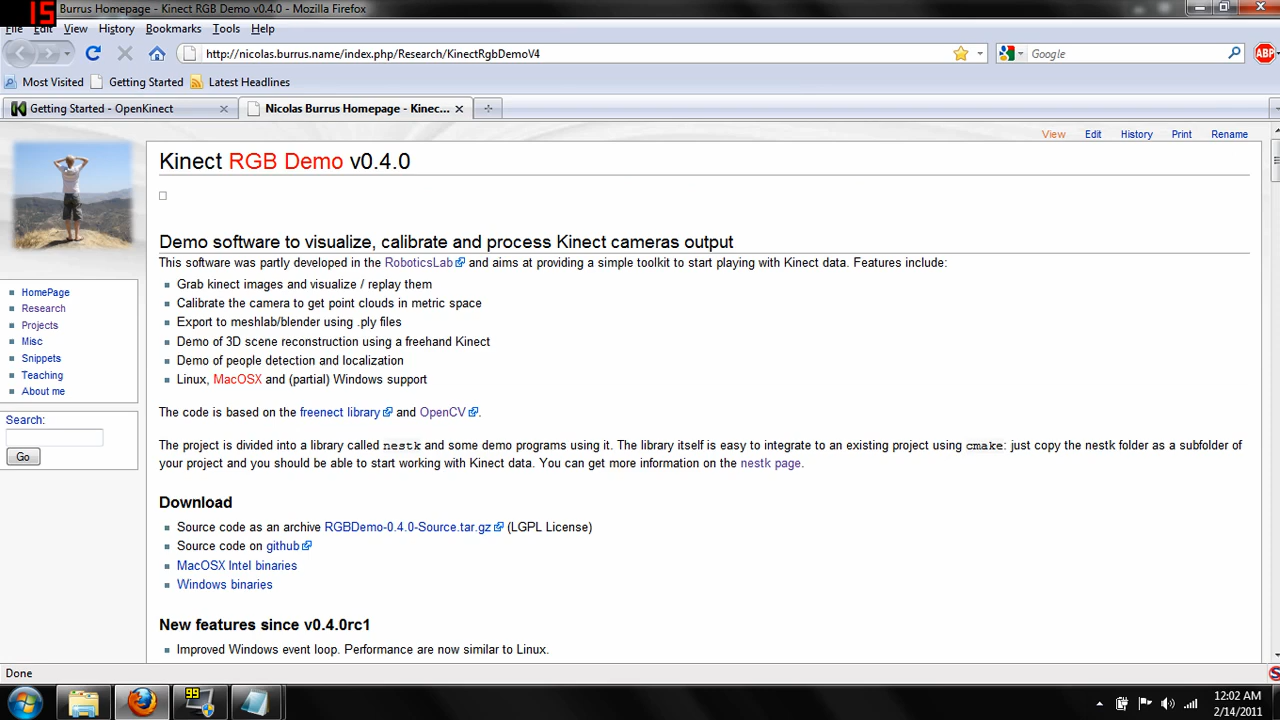 15
Burrus Homepage - Kinect RGB Demo v0.4.0 - Mozilla Firefox
File Edit View History Bookmarks Tools Help
http://nicolas.burrus.name/index.php/Research/KinectRgbDemoV4
Google
ABP
Most Visited Getting Started Latest Headlines
Getting Started - OpenKinect
Nicolas Burrus Homepage - Kinec...
View Edit History Print Rename
Kinect RGB Demo v0.4.0
Demo software to visualize, calibrate and process Kinect cameras output
This software was partly developed in the RoboticsLab and aims at providing a simple toolkit to start playing with Kinect data. Features include:
Grab kinect images and visualize / replay them
Calibrate the camera to get point clouds in metric space
Export to meshlab/blender using .ply files
Demo of 3D scene reconstruction using a freehand Kinect
Demo of people detection and localization
Linux, MacOSX and (partial) Windows support
HomePage
Research
Projects
Misc
Snippets
Teaching
About me
Search:
Go
The code is based on the freenect library and OpenCV.
The project is divided into a library called nestk and some demo programs using it. The library itself is easy to integrate to an existing project using cmake: just copy the nestk folder as a subfolder of
your project and you should be able to start working with Kinect data. You can get more information on the nestk page.
Download
Source code as an archive RGBDemo-0.4.0-Source.tar.gz (LGPL License)
Source code on github
MacOSX Intel binaries
Windows binaries
New features since v0.4.0rc1
Improved Windows event loop. Performance are now similar to Linux.
Done
99
12:02 AM
2/14/2011